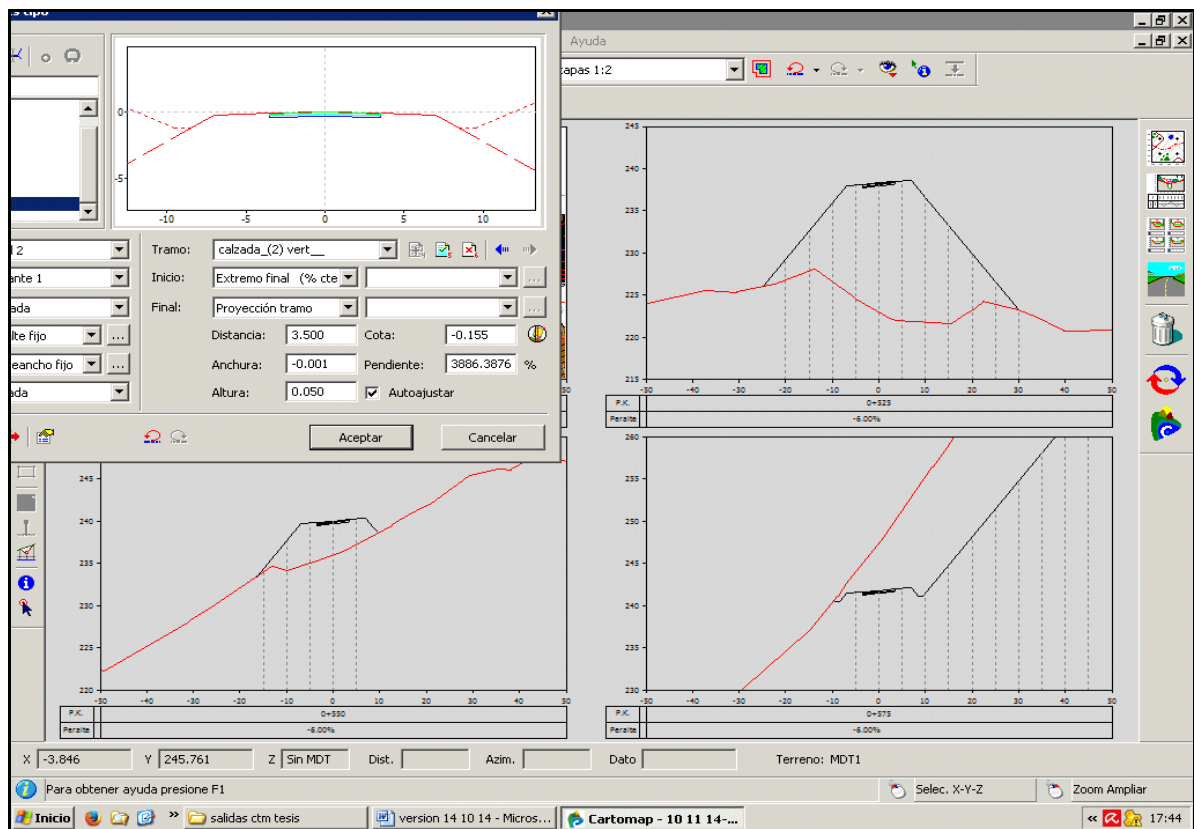 s tipo
Ayuda
tapas 1:2
0
-5
-10
-5
0
5
10
l 2
Tramo:
calzada_(2) vert__
ante 1
Inicio:
Extremo final (% cte
...
ada
Final:
Proyección tramo
...
lte fijo
...
Distancia:
3.500
Cota:
-0.155
eancho fijo
...
Anchura:
-0.001
Pendiente:
3886.3876
%
ada
Altura:
0.050
Autoajustar
Aceptar
Cancelar
245
240
235
230
225
220
215
-50 -40 -30 -20 -10 0 10 20 30 40 50
P.K.
0+525
Peralte
-6.00%
245
240
235
230
225
220
-50 -40 -30 -20 -10 0 10 20 30 40 50
P.K.
0+550
Peralte
-6.00%
260
255
250
245
240
235
230
-50 -40 -30 -20 -10 0 10 20 30 40 50
P.K.
0+575
Peralte
-6.00%
X -3.846 Y 245.761 Z Sin MDT Dist. Azim. Dato Terreno: MDT1
Para obtener ayuda presione F1
Selec. X-Y-Z
Zoom Ampliar
Inicio
»
salidas ctm tesis
version 14 10 14 - Micros...
Cartomap - 10 11 14-...
«
17:44